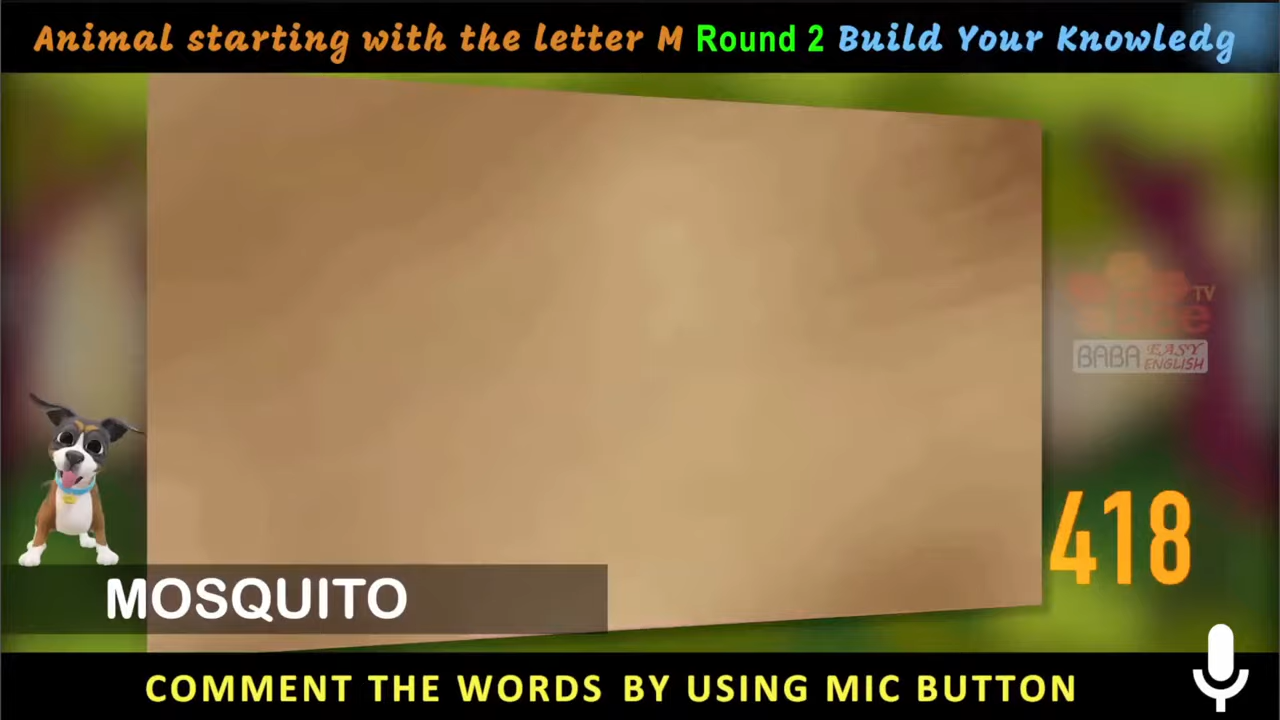 Animal starting with the letter M Round 2 Build Your Knowledg
TV
BABA EASY ENGLISH
418
MOSQUITO
COMMENT THE WORDS BY USING MIC BUTTON